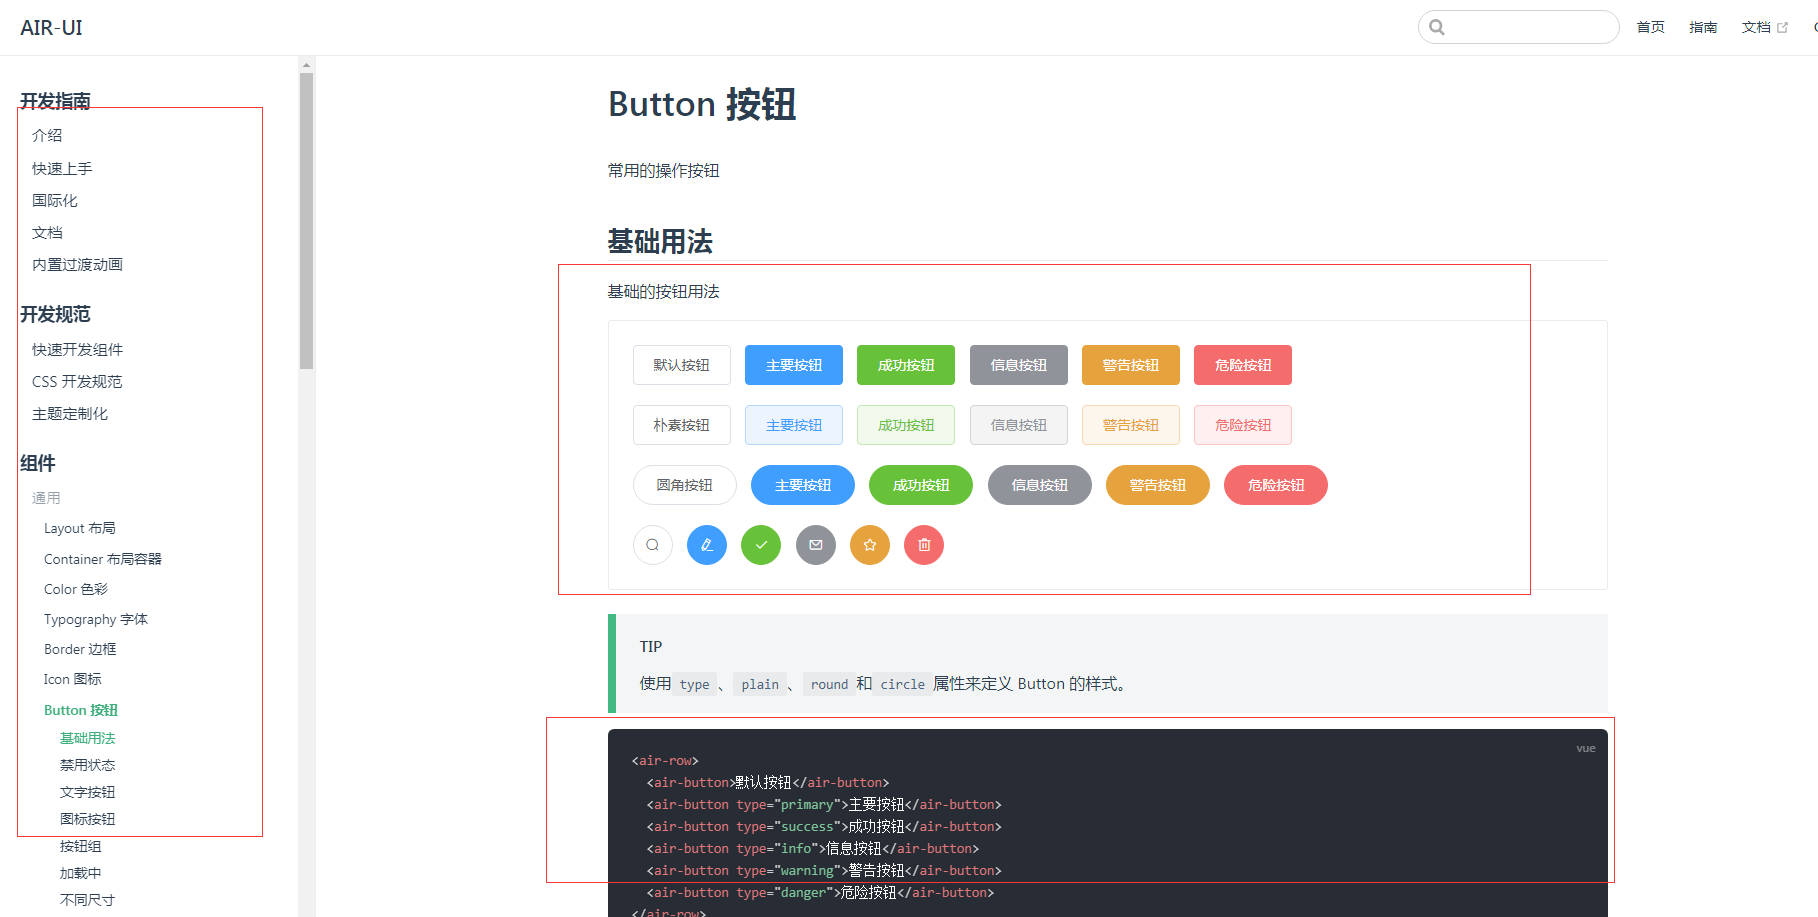 AIR-UI
首页 指南 文档
开发指南
介绍
快速上手
国际化
文档
内置过渡动画
开发规范
快速开发组件
CSS 开发规范
主题定制化
组件
通用
Layout 布局
Container 布局容器
Color 色彩
Typography 字体
Border 边框
Icon 图标
Button 按钮
基础用法
禁用状态
文字按钮
图标按钮
按钮组
加载中
不同尺寸
Button 按钮
常用的操作按钮
基础用法
基础的按钮用法
默认按钮 主要按钮 成功按钮 信息按钮 警告按钮 危险按钮
朴素按钮 主要按钮 成功按钮 信息按钮 警告按钮 危险按钮
圆角按钮 主要按钮 成功按钮 信息按钮 警告按钮 危险按钮
TIP
使用 type 、 plain 、 round 和 circle 属性来定义 Button 的样式。
vue
<air-row>
<air-button>默认按钮</air-button>
<air-button type="primary">主要按钮</air-button>
<air-button type="success">成功按钮</air-button>
<air-button type="info">信息按钮</air-button>
<air-button type="warning">警告按钮</air-button>
<air-button type="danger">危险按钮</air-button>
</air-row>